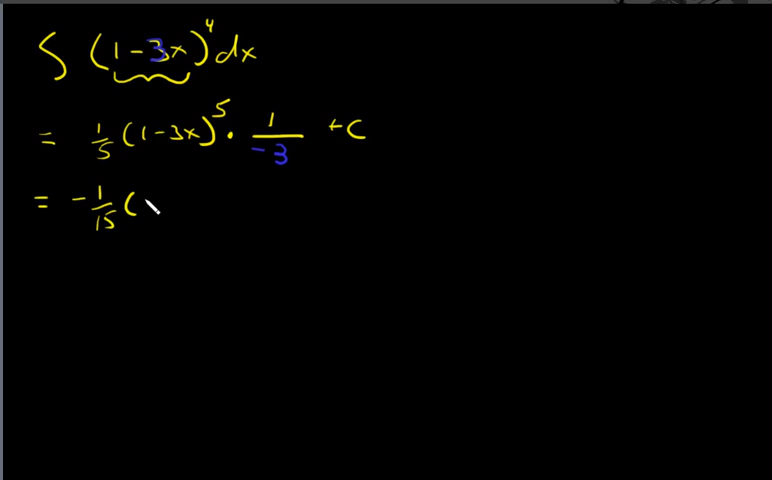 ∫ (1-3x)⁴ dx
= 1/5 (1-3x)⁵ · 1/-3 + C
= -1/15 (